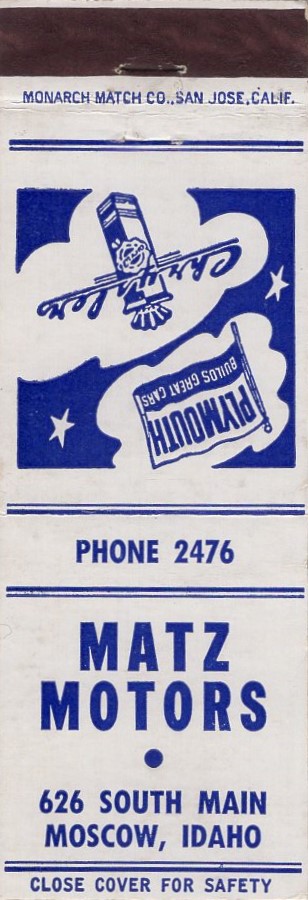 MONARCH MATCH CO., SAN JOSE, CALIF.
Chrysler
PLYMOUTH
BUILDS GREAT CARS
PHONE 2476
MATZ
MOTORS
626 SOUTH MAIN
MOSCOW, IDAHO
CLOSE COVER FOR SAFETY